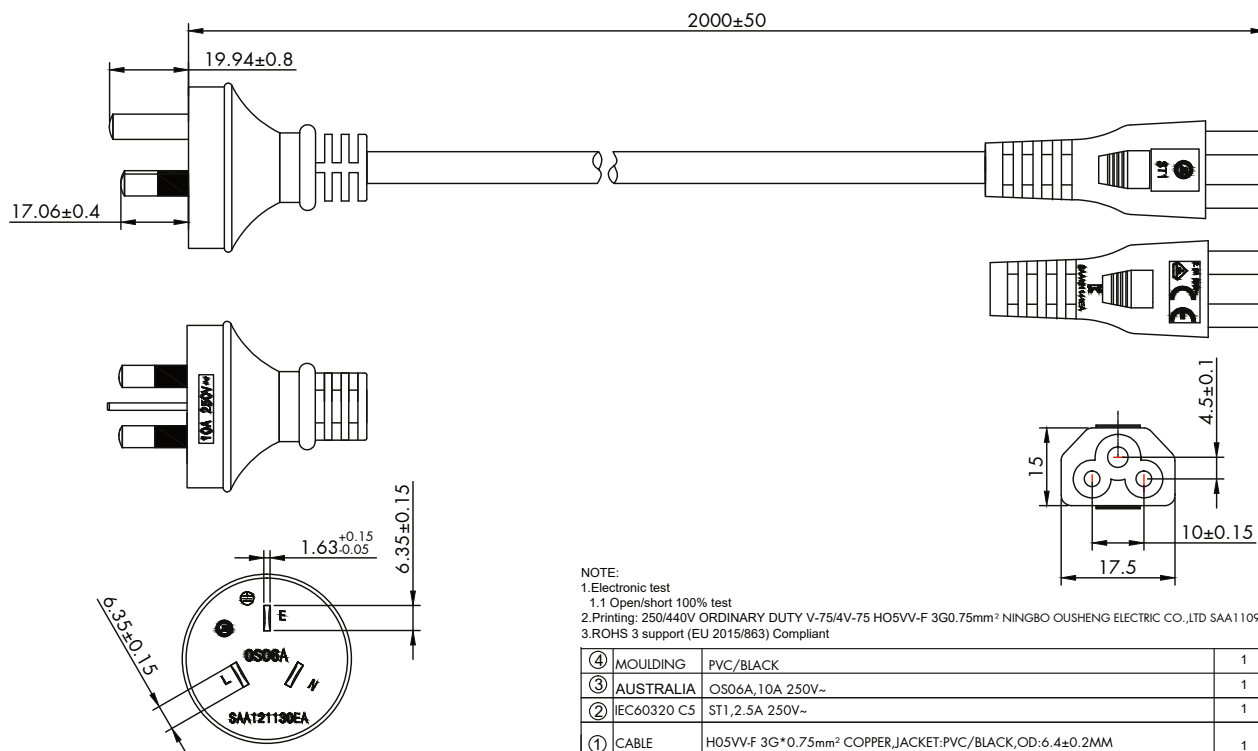 2000±50
19.94±0.8
17.06±0.4
ST1
10A 250V~
4.5±0.1
15
10±0.15
17.5
1.63 +0.15 -0.05
6.35±0.15
6.35±0.15
E
OS06A
L
N
SAA121130EA
NOTE:
1.Electronic test
1.1 Open/short 100% test
2.Printing: 250/440V ORDINARY DUTY V-75/4V-75 HO5VV-F 3G0.75mm² NINGBO OUSHENG ELECTRIC CO.,LTD SAA1109
3.ROHS 3 support (EU 2015/863) Compliant
④ MOULDING PVC/BLACK 1
③ AUSTRALIA OS06A,10A 250V~ 1
② IEC60320 C5 ST1,2.5A 250V~ 1
① CABLE H05VV-F 3G*0.75mm² COPPER,JACKET:PVC/BLACK,OD:6.4±0.2MM 1